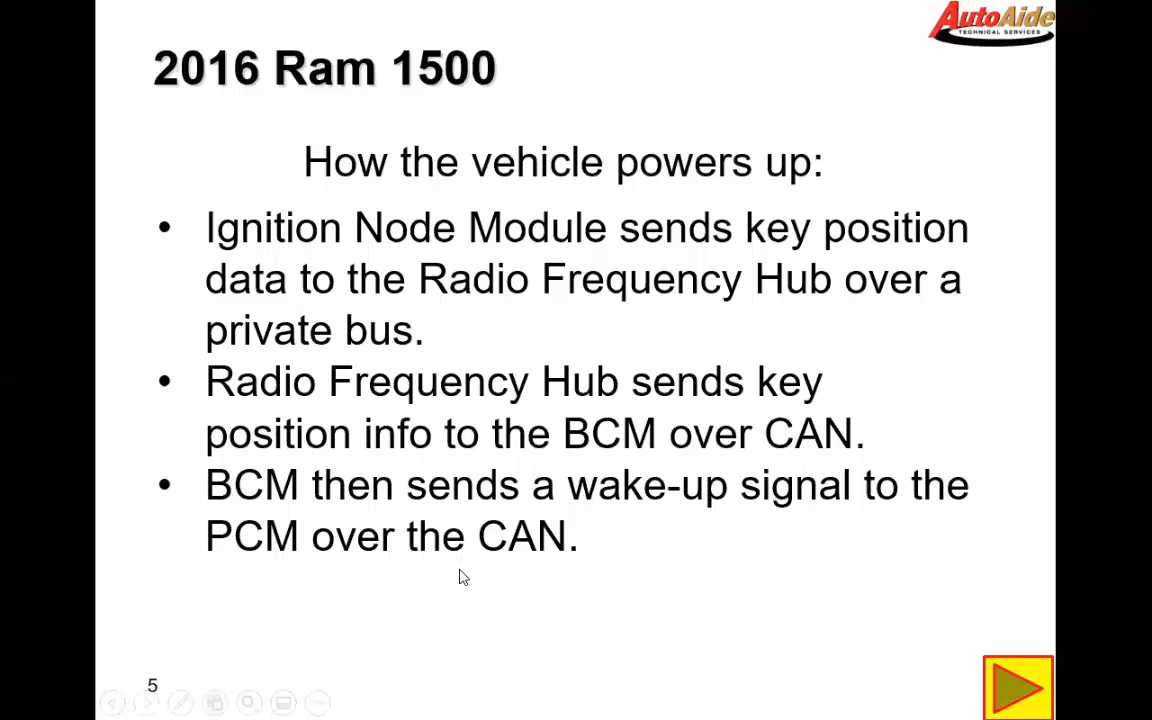 AutoAide
TECHNICAL SERVICES
2016 Ram 1500
How the vehicle powers up:
• Ignition Node Module sends key position
data to the Radio Frequency Hub over a
private bus.
• Radio Frequency Hub sends key
position info to the BCM over CAN.
• BCM then sends a wake-up signal to the
PCM over the CAN.
5